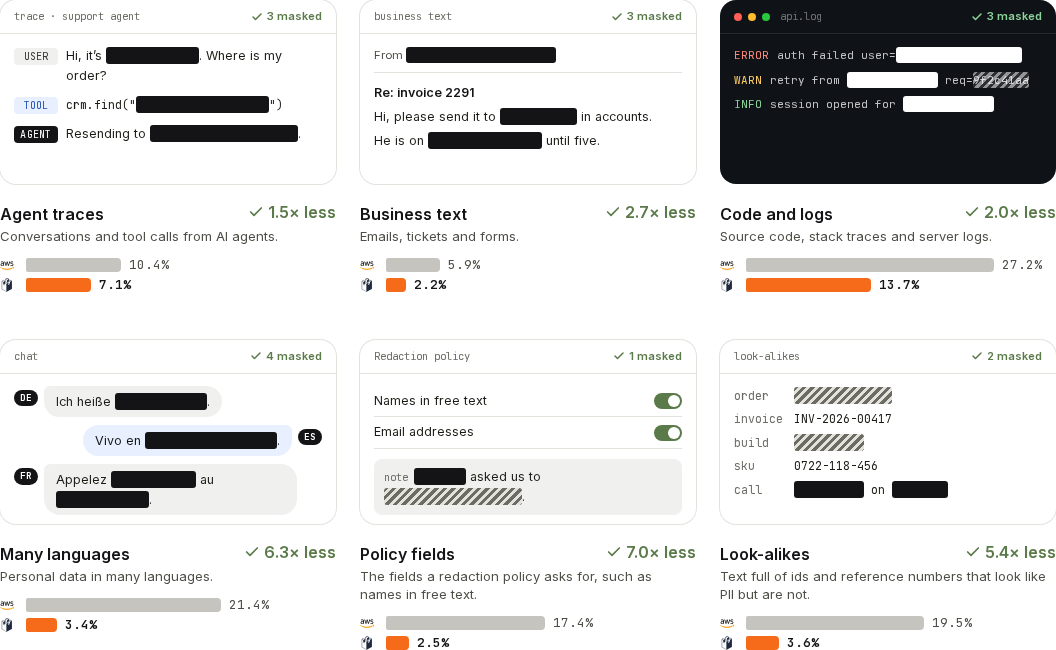 trace · support agent
3 masked
USER Hi, it's . Where is my
order?
TOOL crm.find(" ")
AGENT Resending to .
Agent traces
1.5× less
Conversations and tool calls from AI agents.
aws 10.4%
7.1%
business text
3 masked
From
Re: invoice 2291
Hi, please send it to in accounts.
He is on until five.
Business text
2.7× less
Emails, tickets and forms.
aws 5.9%
2.2%
api.log
3 masked
ERROR auth failed user=
WARN retry from req=
INFO session opened for
Code and logs
2.0× less
Source code, stack traces and server logs.
aws 27.2%
13.7%
chat
4 masked
DE Ich heiße .
Vivo en . ES
FR Appelez au
.
Many languages
6.3× less
Personal data in many languages.
aws 21.4%
3.4%
Redaction policy
1 masked
Names in free text
Email addresses
note asked us to
.
Policy fields
7.0× less
The fields a redaction policy asks for, such as
names in free text.
aws 17.4%
2.5%
look-alikes
2 masked
order
invoice INV-2026-00417
build
sku 0722-118-456
call on
Look-alikes
5.4× less
Text full of ids and reference numbers that look like
PII but are not.
aws 19.5%
3.6%